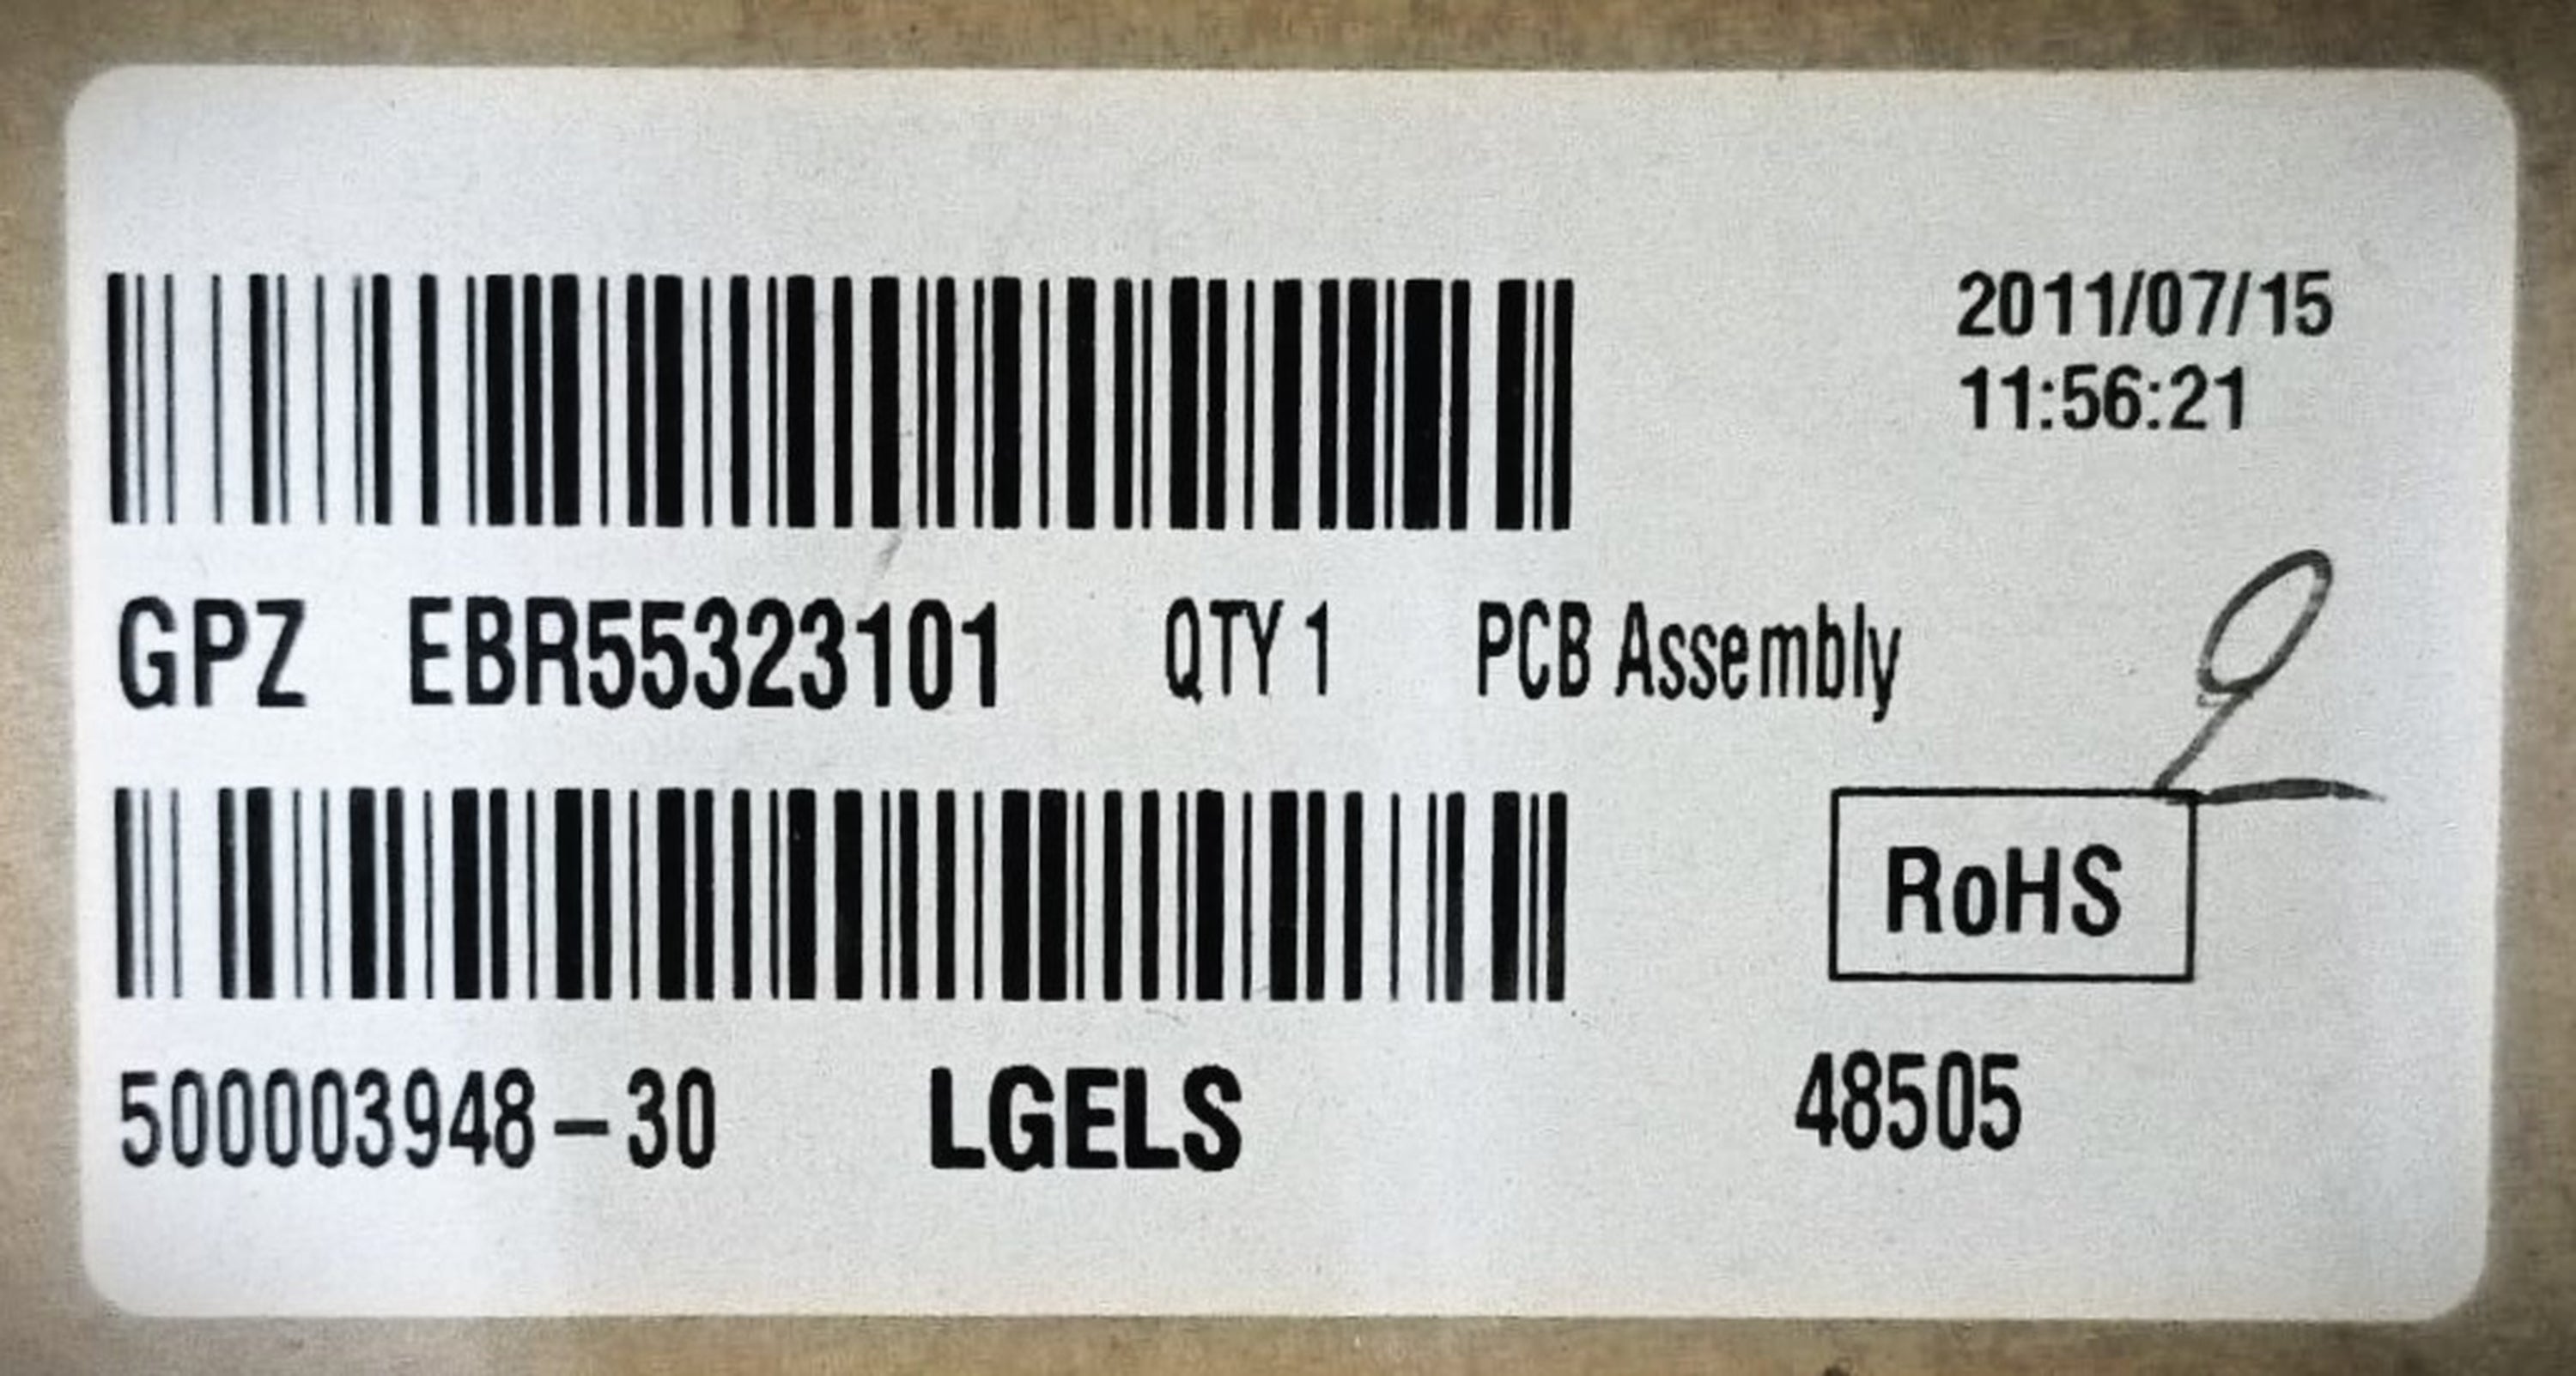 2011/07/15
11:56:21
GPZ EBR55323101 QTY 1 PCB Assembly
9
RoHS
500003948-30 LGELS 48505